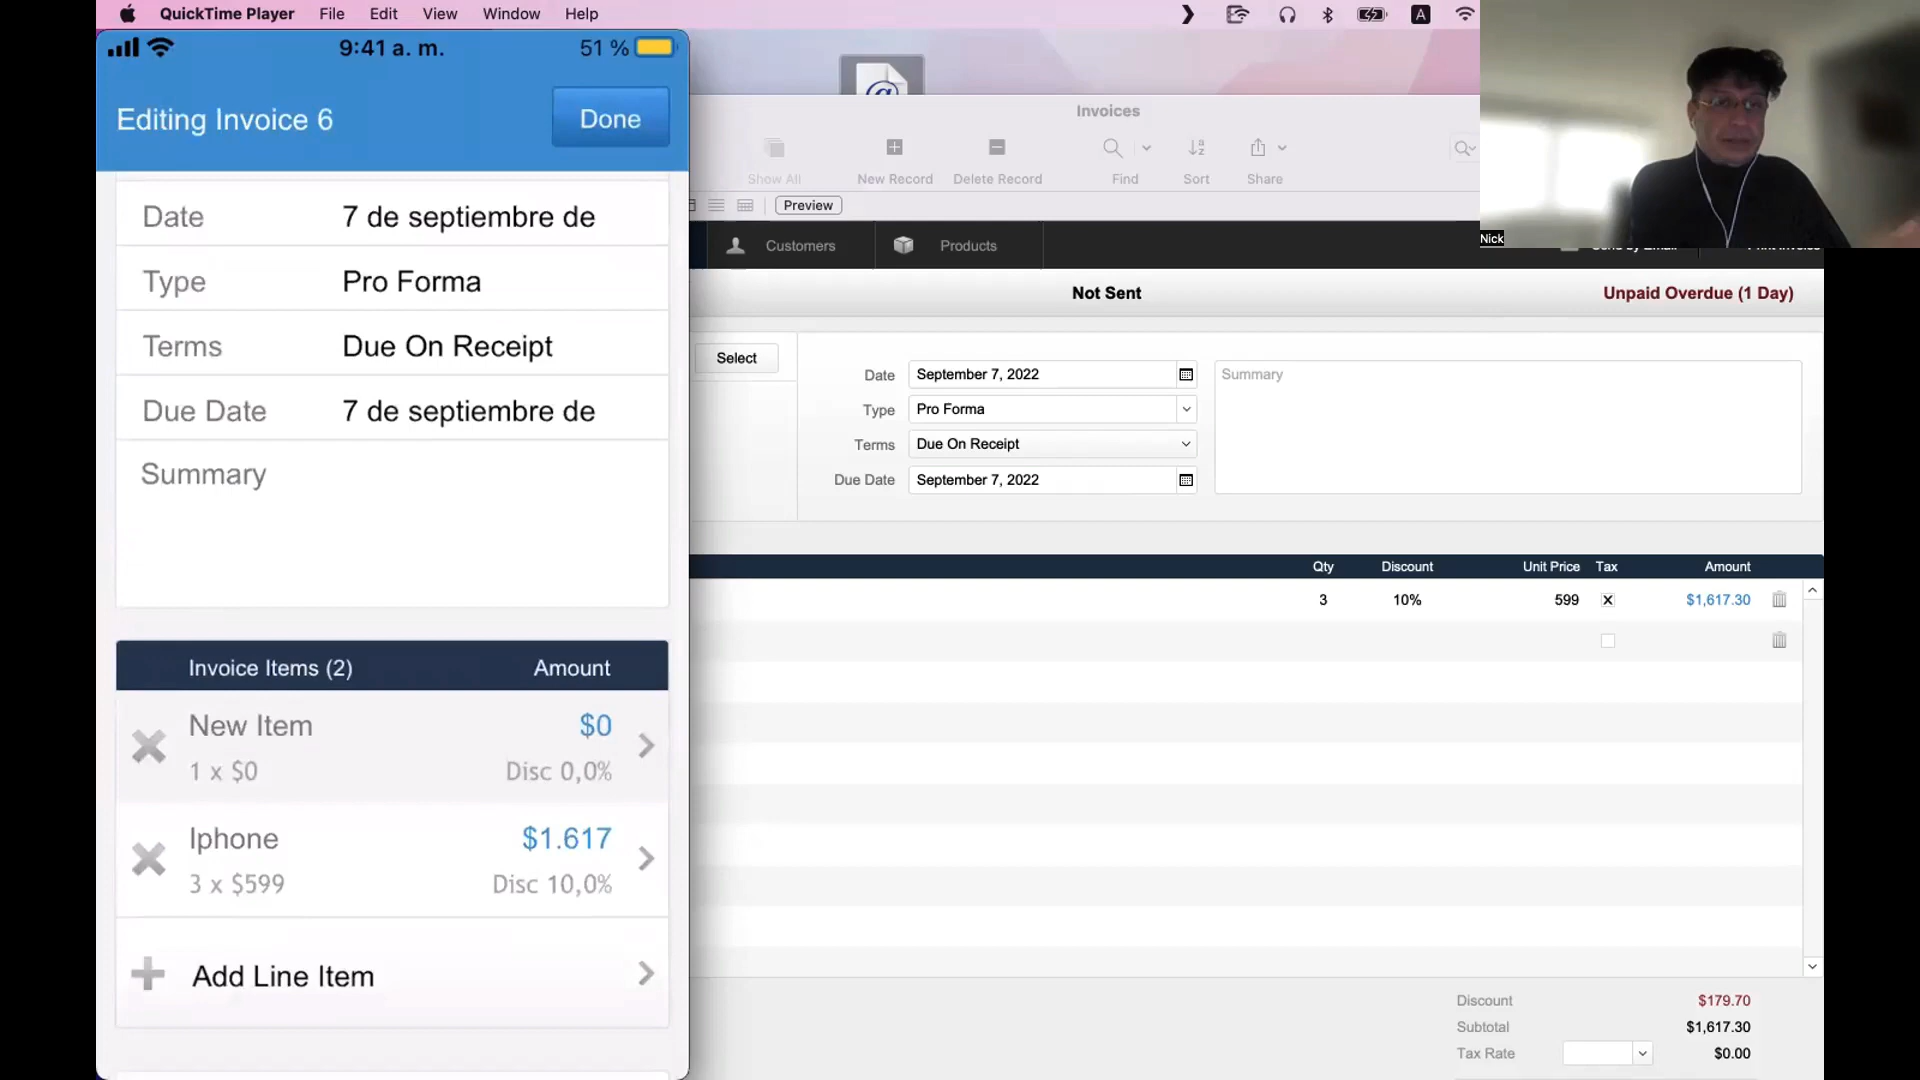 QuickTime Player File Edit View Window Help
A
9:41 a. m.
51 %
Editing Invoice 6
Done
Date 7 de septiembre de
Type Pro Forma
Terms Due On Receipt
Due Date 7 de septiembre de
Summary
Invoice Items (2) Amount
New Item $0
1 x $0 Disc 0,0%
Iphone $1.617
3 x $599 Disc 10,0%
Add Line Item
Invoices
Show All New Record Delete Record Find Sort Share
Preview
Customers Products
Nick
Not Sent Unpaid Overdue (1 Day)
Select
Date September 7, 2022
Type Pro Forma
Terms Due On Receipt
Due Date September 7, 2022
Summary
Qty Discount Unit Price Tax Amount
3 10% 599 X $1,617.30
Discount $179.70
Subtotal $1,617.30
Tax Rate $0.00